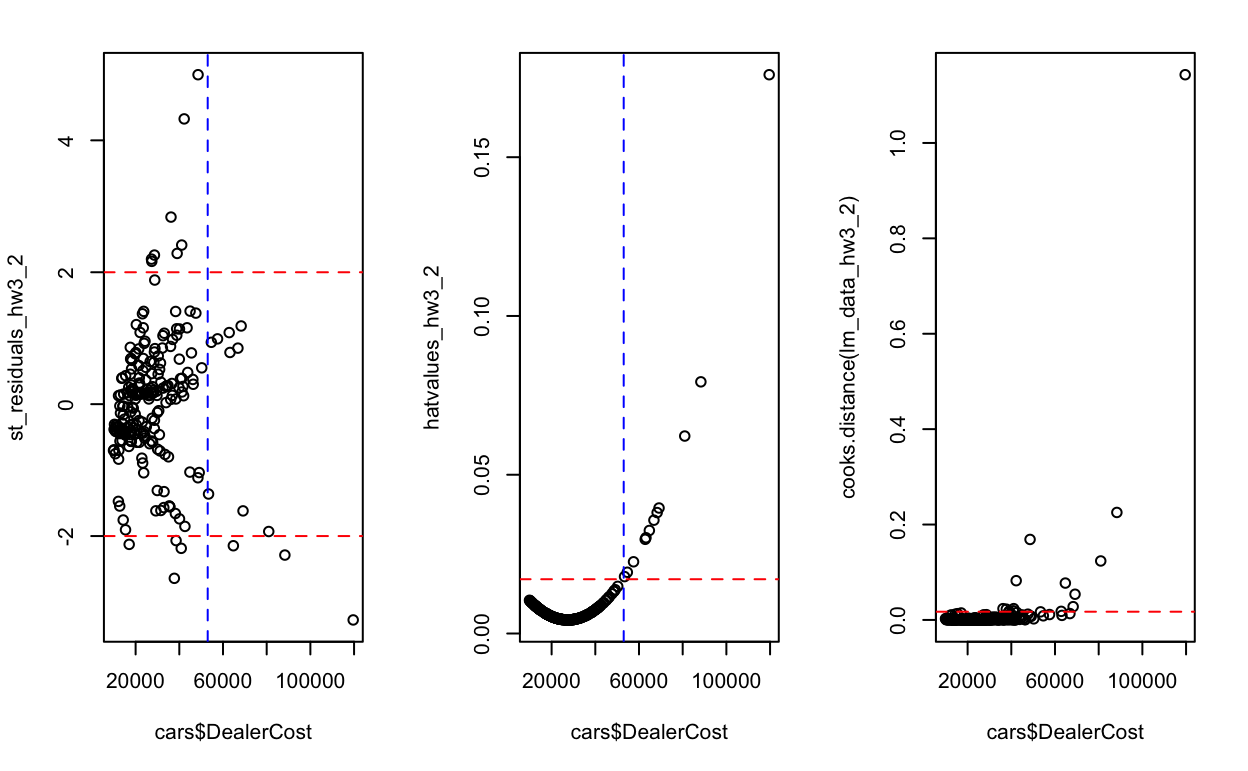 st_residuals_hw3_2
4
2
0
-2
20000 60000 100000
cars$DealerCost
hatvalues_hw3_2
0.15
0.10
0.05
0.00
20000 60000 100000
cars$DealerCost
cooks.distance(lm_data_hw3_2)
1.0
0.8
0.6
0.4
0.2
0.0
20000 60000 100000
cars$DealerCost